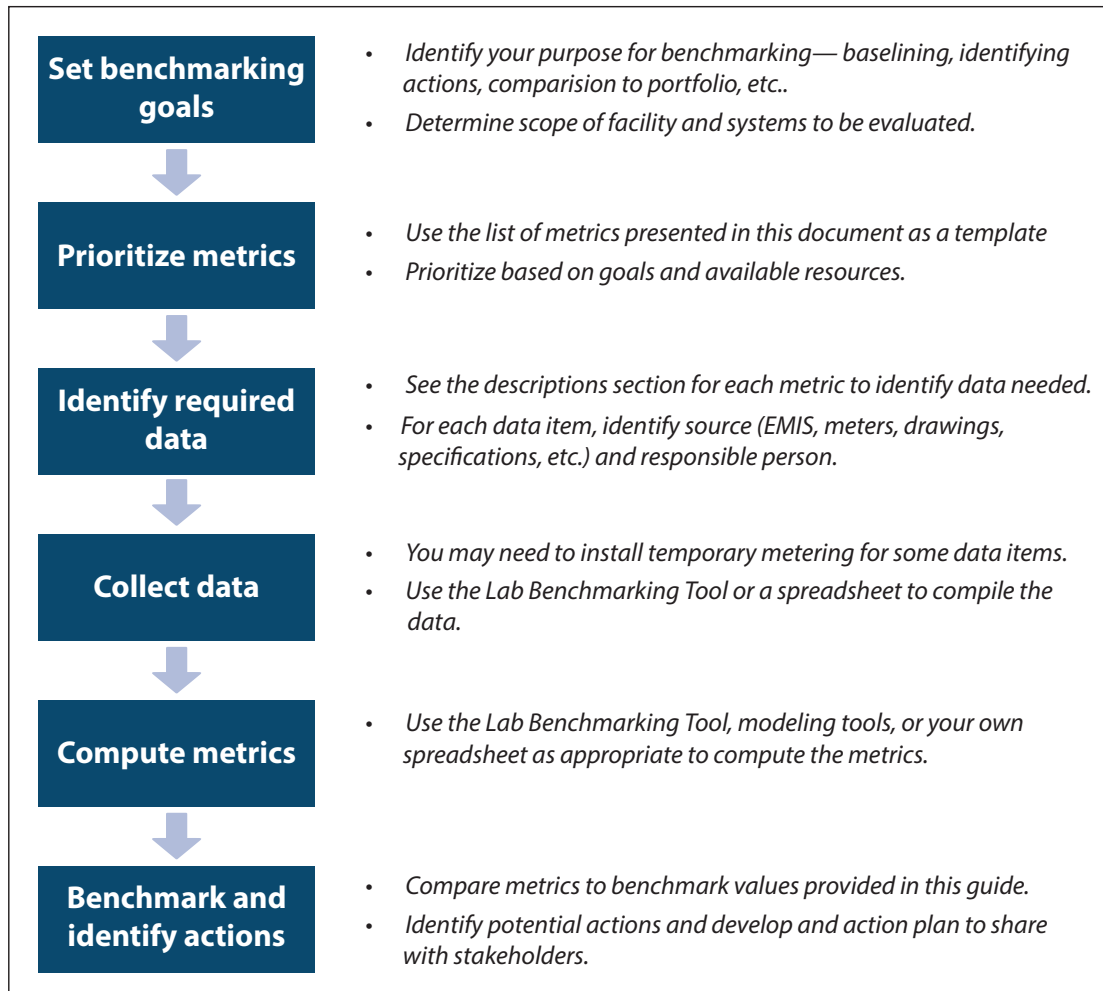 Set benchmarking
goals
• Identify your purpose for benchmarking— baselining, identifying
actions, comparision to portfolio, etc..
• Determine scope of facility and systems to be evaluated.
Prioritize metrics
• Use the list of metrics presented in this document as a template
• Prioritize based on goals and available resources.
Identify required
data
• See the descriptions section for each metric to identify data needed.
• For each data item, identify source (EMIS, meters, drawings,
specifications, etc.) and responsible person.
Collect data
• You may need to install temporary metering for some data items.
• Use the Lab Benchmarking Tool or a spreadsheet to compile the
data.
Compute metrics
• Use the Lab Benchmarking Tool, modeling tools, or your own
spreadsheet as appropriate to compute the metrics.
Benchmark and
identify actions
• Compare metrics to benchmark values provided in this guide.
• Identify potential actions and develop and action plan to share
with stakeholders.